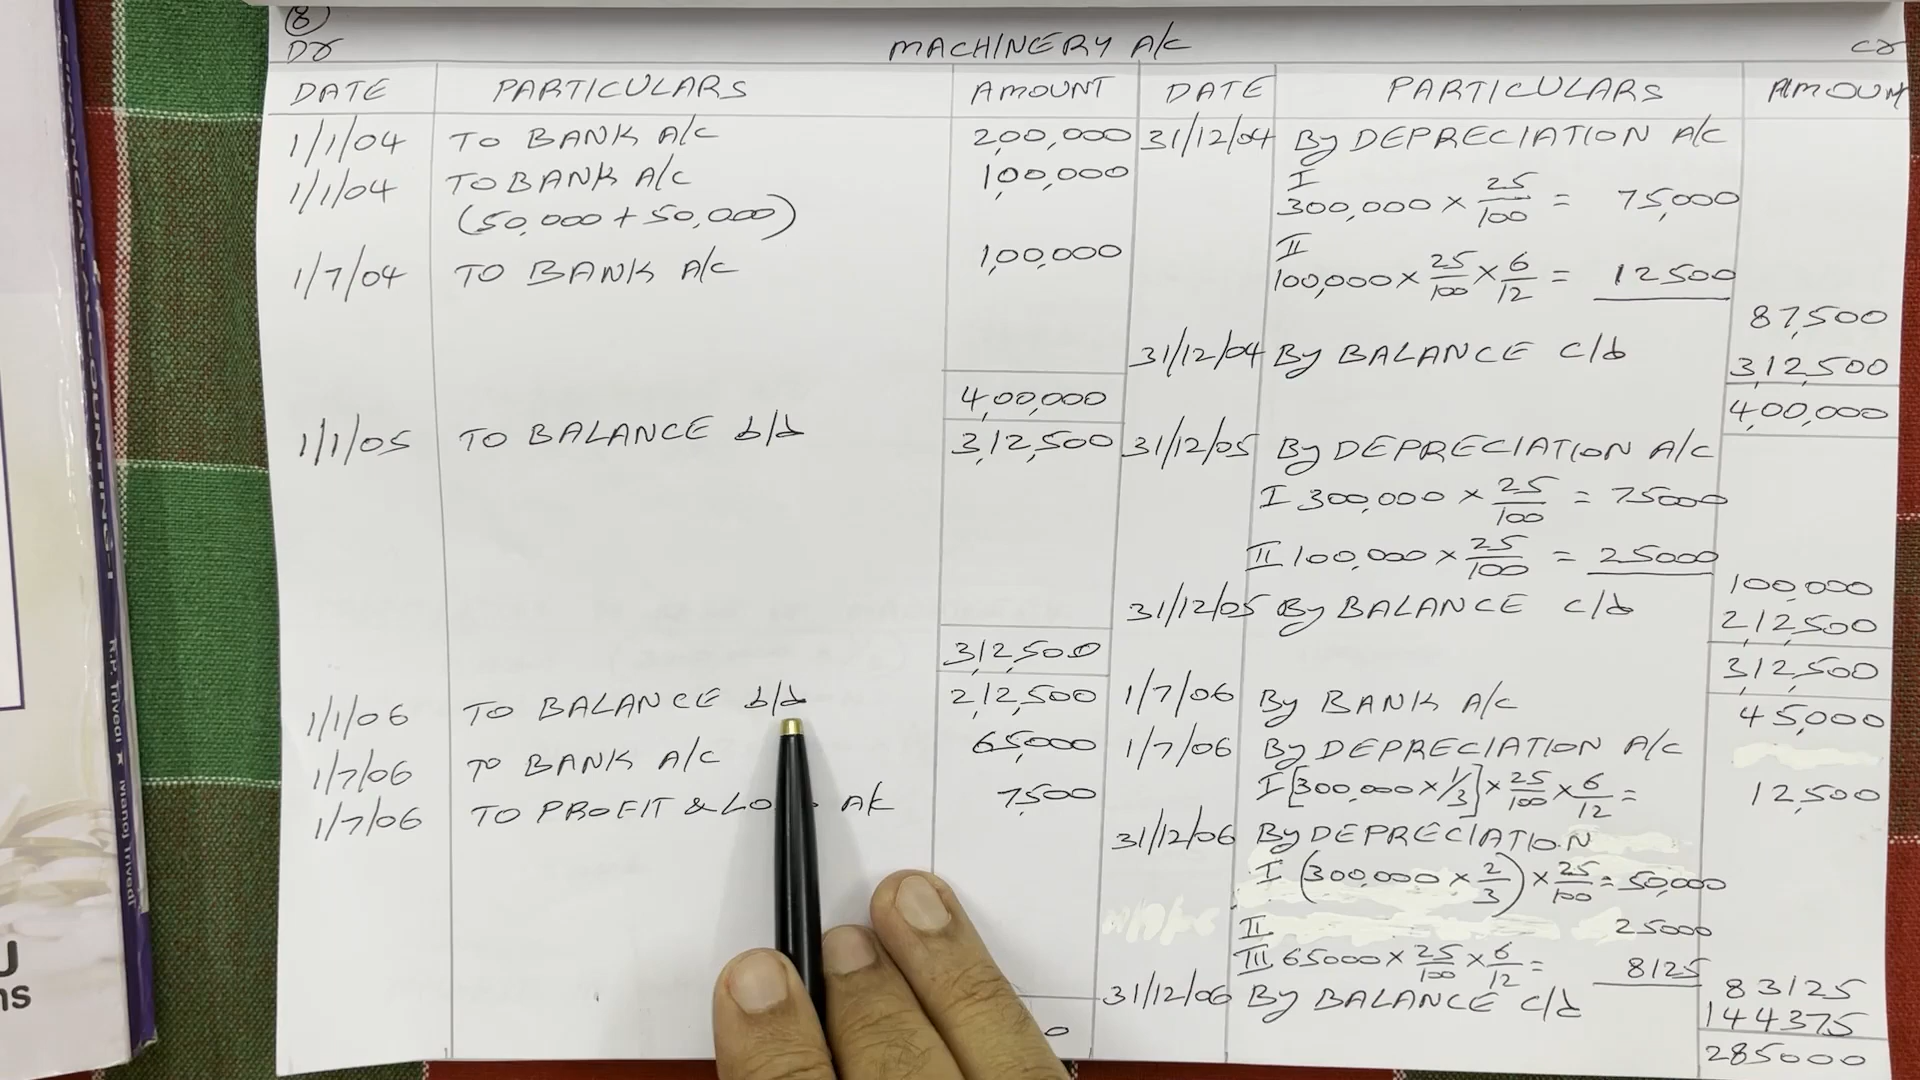 8
Dr MACHINERY A/C Cr
DATE PARTICULARS AMOUNT DATE PARTICULARS AMOUNT
1/1/04 TO BANK A/C 2,00,000 31/12/04 By DEPRECIATION A/C
1/1/04 TO BANK A/C 1,00,000 I
(50,000 + 50,000) 300,000 × 25/100 = 75,000
1/7/04 TO BANK A/C 1,00,000 II
100,000 × 25/100 × 6/12 = 12500
87,500
31/12/04 By BALANCE c/d 3,12,500
4,00,000 4,00,000
1/1/05 TO BALANCE b/d 3,12,500 31/12/05 By DEPRECIATION A/C
I 300,000 × 25/100 = 75000
II 100,000 × 25/100 = 25000
100,000
31/12/05 By BALANCE c/d 2,12,500
3,12,500 3,12,500
1/1/06 TO BALANCE b/d 2,12,500 1/7/06 By BANK A/C 45,000
1/7/06 TO BANK A/C 65,000 1/7/06 By DEPRECIATION A/C
I [300,000 × 1/3] × 25/100 × 6/12 = 12,500
1/7/06 TO PROFIT & A/C 7,500
31/12/06 By DEPRECIATION
I (300,000 × 2/3) × 25/100 = 50,000
II 25000
III 65000 × 25/100 × 6/12 = 8125
83125
31/12/06 By BALANCE c/d 144375
0 285000
N.P. Trivedi × Manoj Trivedi